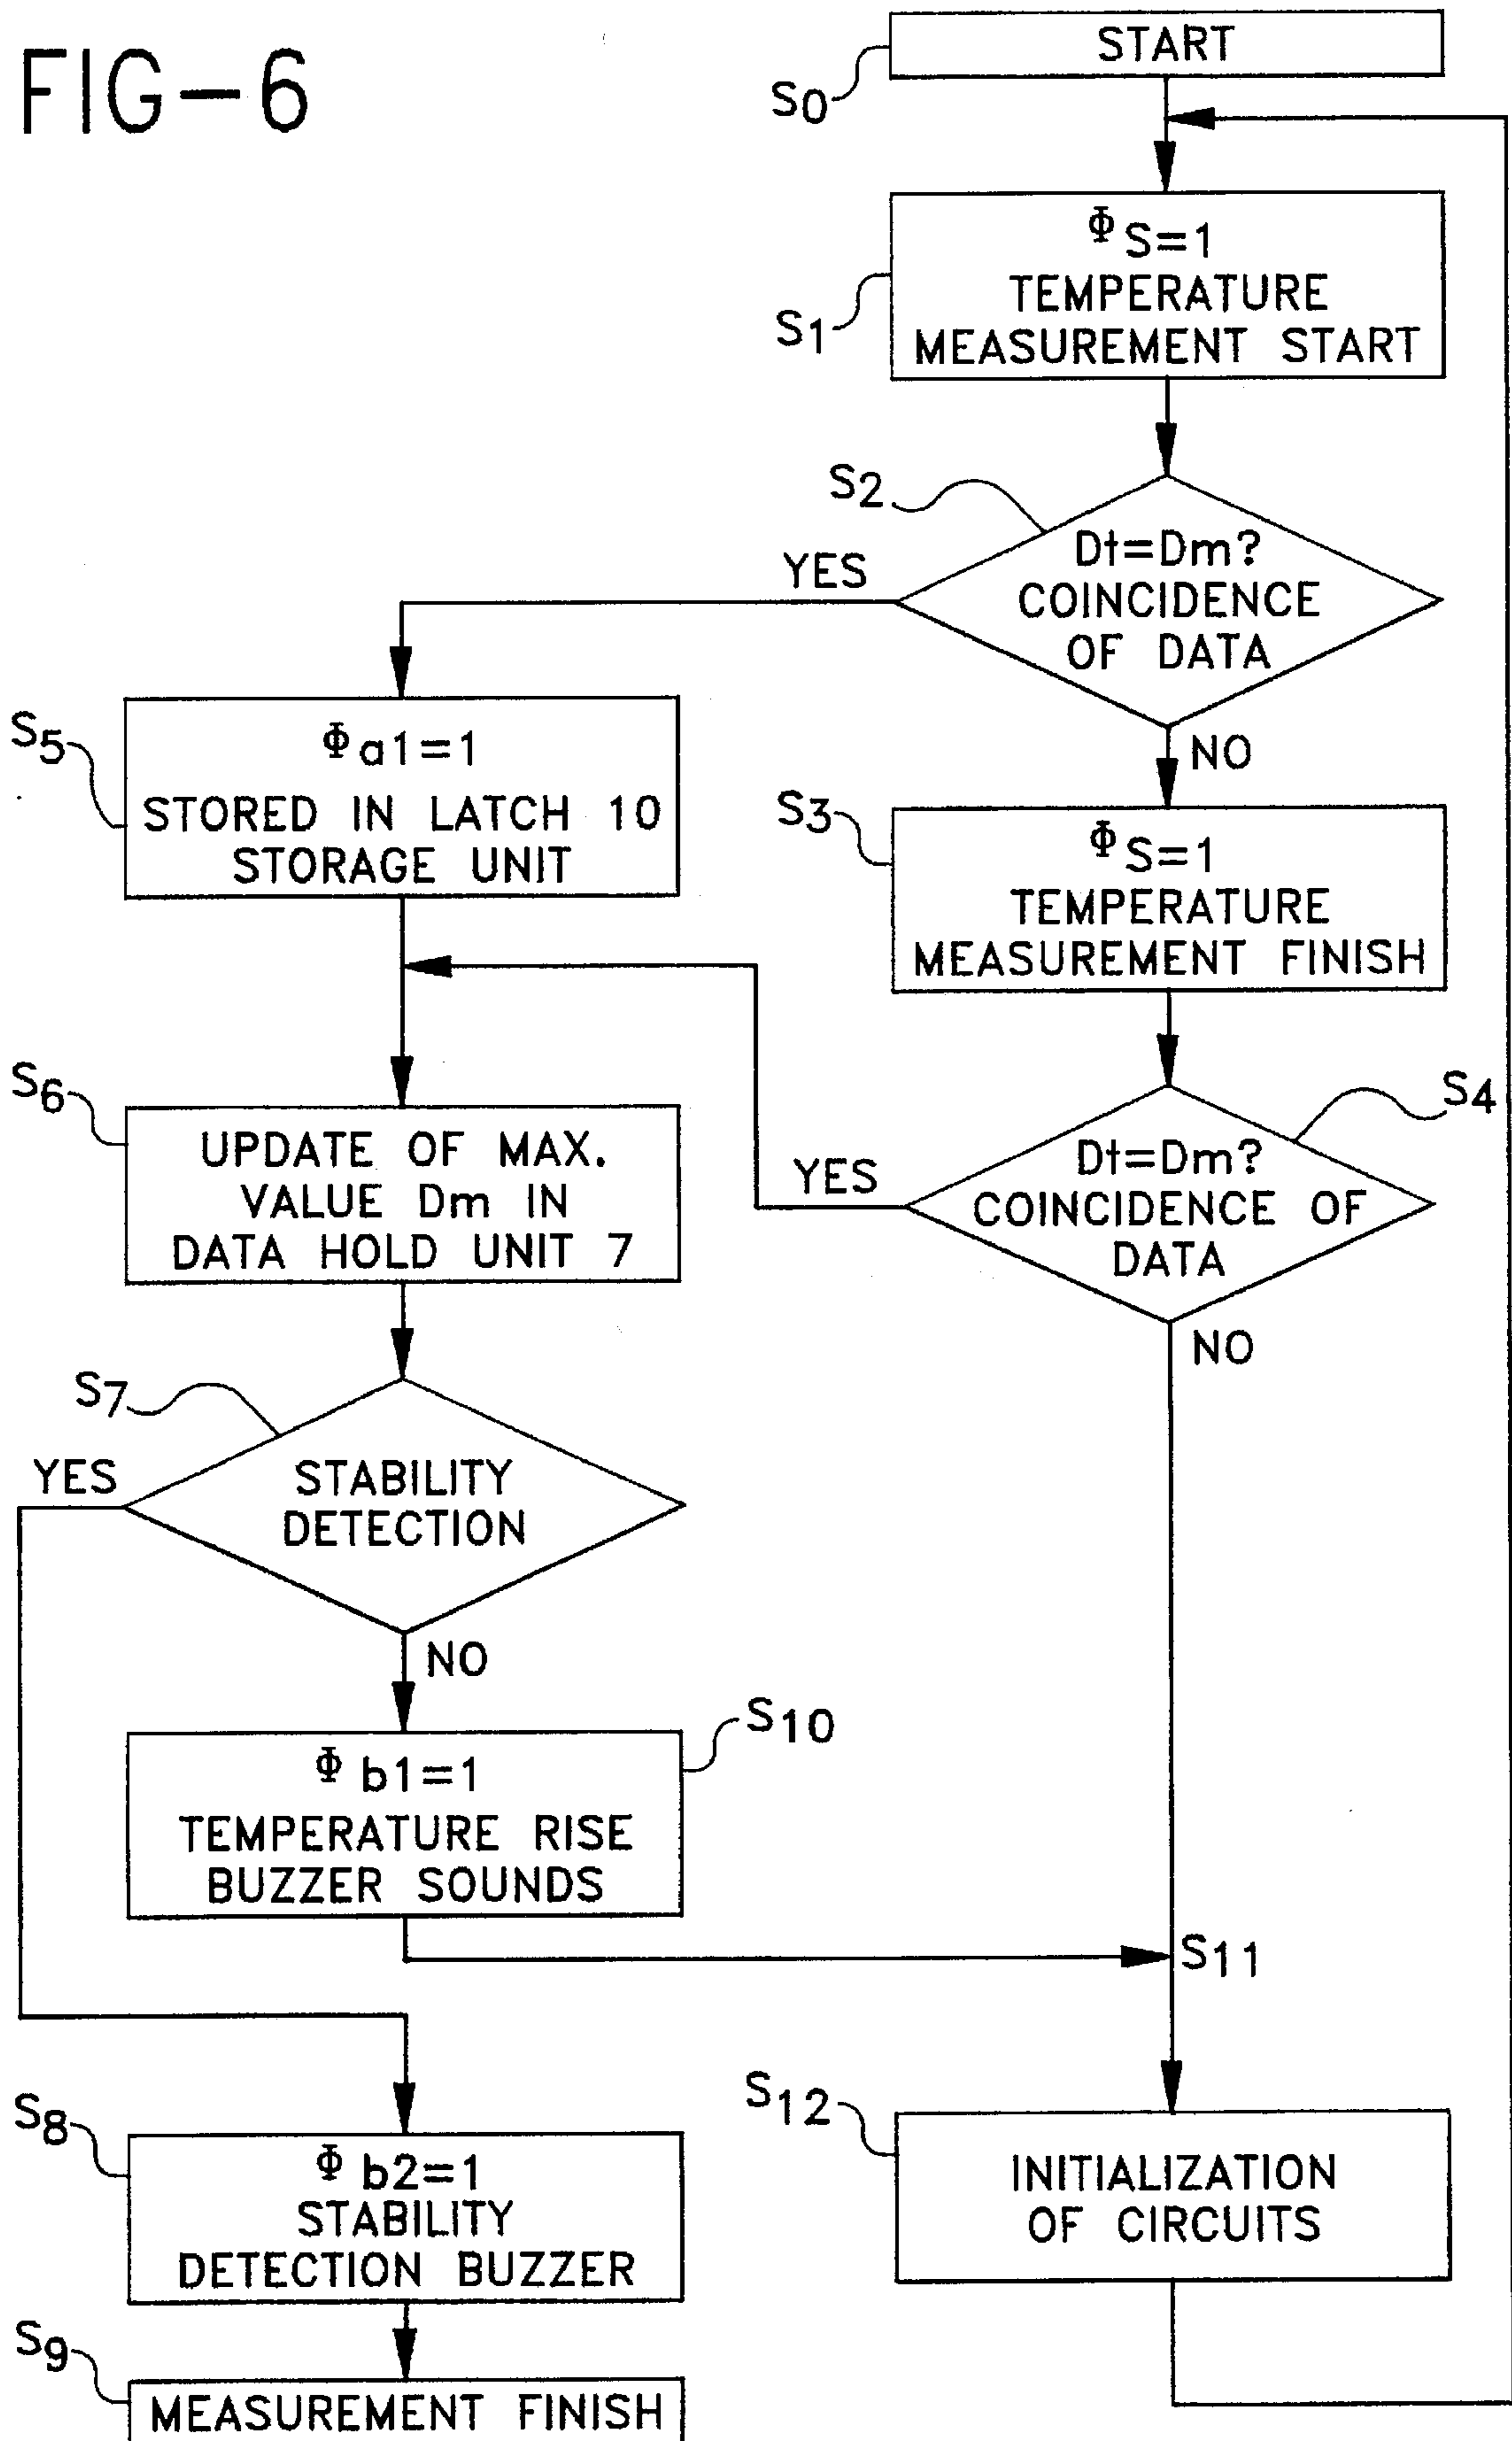 FIG-6
START
S0
ΦS=1
TEMPERATURE
MEASUREMENT START
S1
S2
Dt=Dm?
COINCIDENCE
OF DATA
YES
NO
S5
Φa1=1
STORED IN LATCH 10
STORAGE UNIT
S3
ΦS=1
TEMPERATURE
MEASUREMENT FINISH
S6
UPDATE OF MAX.
VALUE Dm IN
DATA HOLD UNIT 7
S4
Dt=Dm?
COINCIDENCE OF
DATA
YES
NO
S7
STABILITY
DETECTION
YES
NO
S10
Φb1=1
TEMPERATURE RISE
BUZZER SOUNDS
S11
S8
Φb2=1
STABILITY
DETECTION BUZZER
S12
INITIALIZATION
OF CIRCUITS
S9
MEASUREMENT FINISH